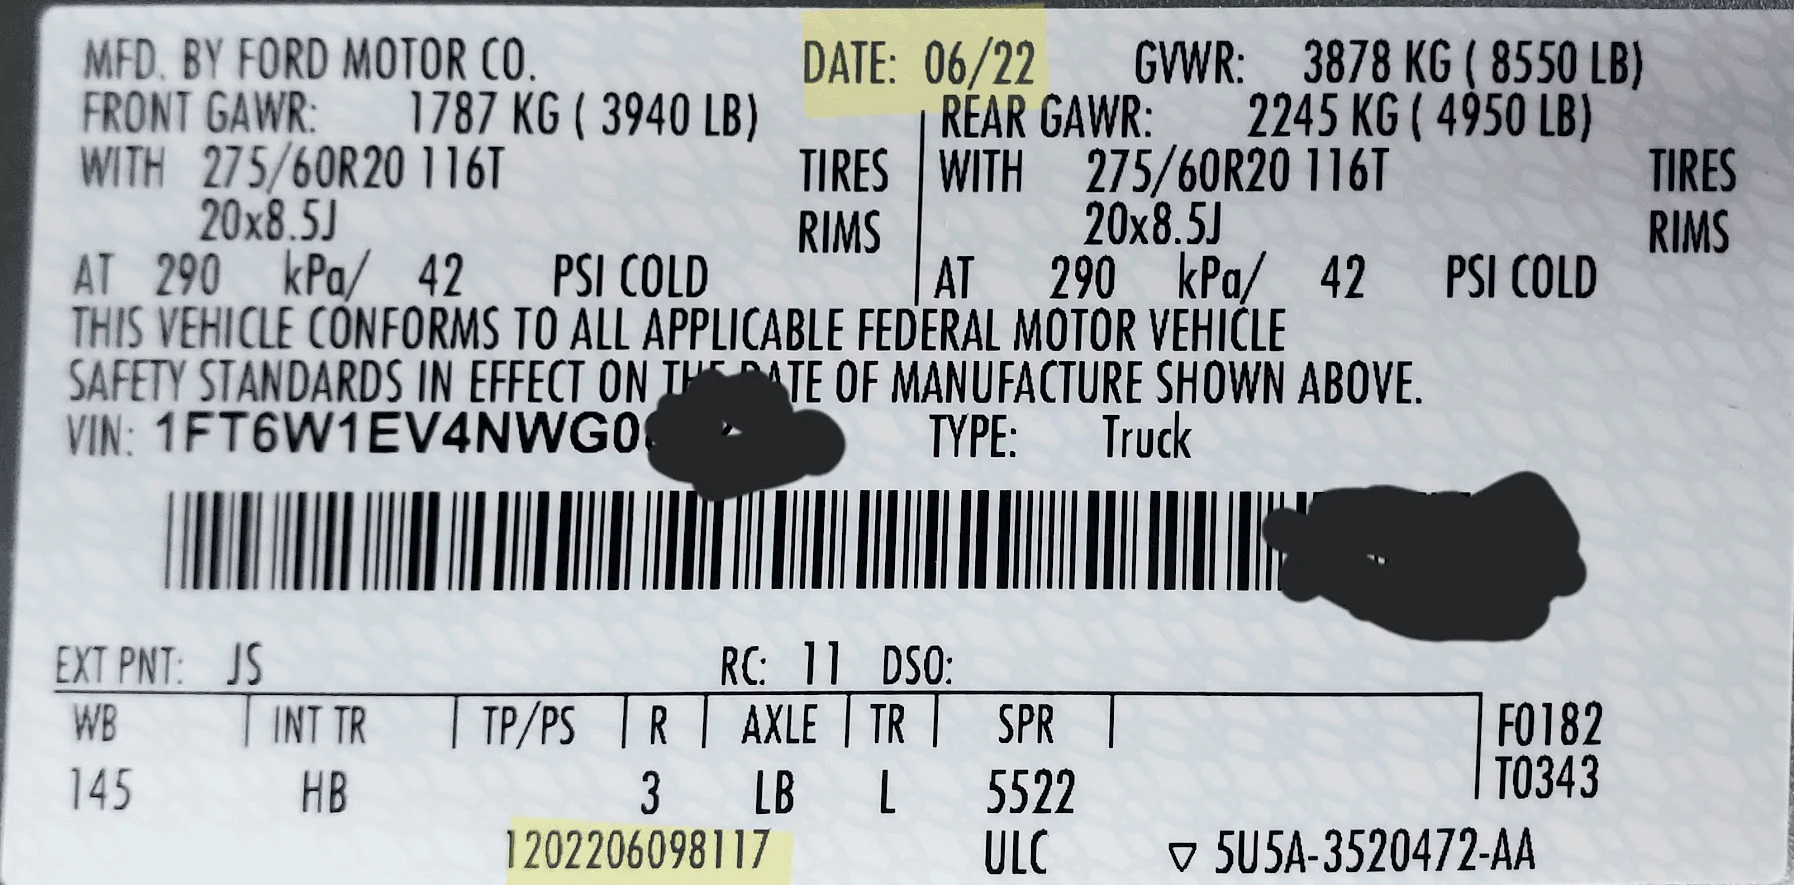 MFD. BY FORD MOTOR CO. DATE: 06/22 GVWR: 3878 KG ( 8550 LB)
FRONT GAWR: 1787 KG ( 3940 LB) REAR GAWR: 2245 KG ( 4950 LB)
WITH 275/60R20 116T TIRES WITH 275/60R20 116T TIRES
20x8.5J RIMS 20x8.5J RIMS
AT 290 kPa/ 42 PSI COLD AT 290 kPa/ 42 PSI COLD
THIS VEHICLE CONFORMS TO ALL APPLICABLE FEDERAL MOTOR VEHICLE
SAFETY STANDARDS IN EFFECT ON THE DATE OF MANUFACTURE SHOWN ABOVE.
VIN: 1FT6W1EV4NWG0 TYPE: Truck
EXT PNT: JS RC: 11 DSO:
WB INT TR TP/PS R AXLE TR SPR F0182
T0343
145 HB 3 LB L 5522
1202206098117 ULC ▽ 5U5A-3520472-AA